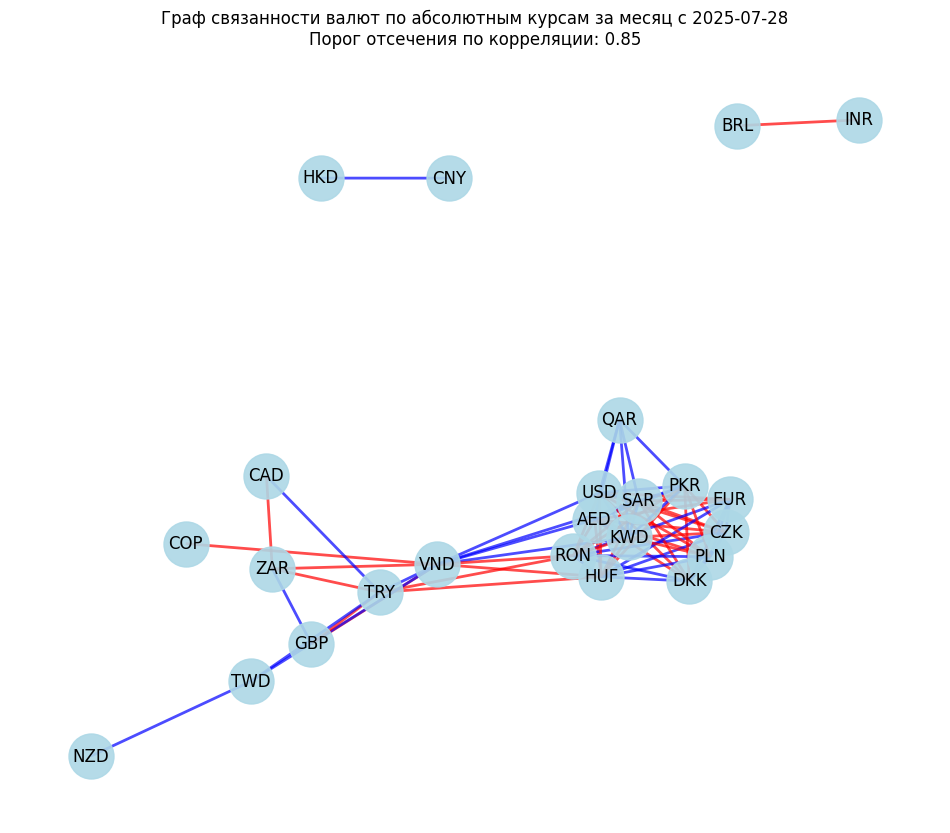 Граф связанности валют по абсолютным курсам за месяц с 2025-07-28
Порог отсечения по корреляции: 0.85
BRL
INR
HKD
CNY
QAR
CAD
PKR
USD
SAR
EUR
AED
CZK
KWD
COP
RON
PLN
VND
ZAR
HUF
DKK
TRY
GBP
TWD
NZD